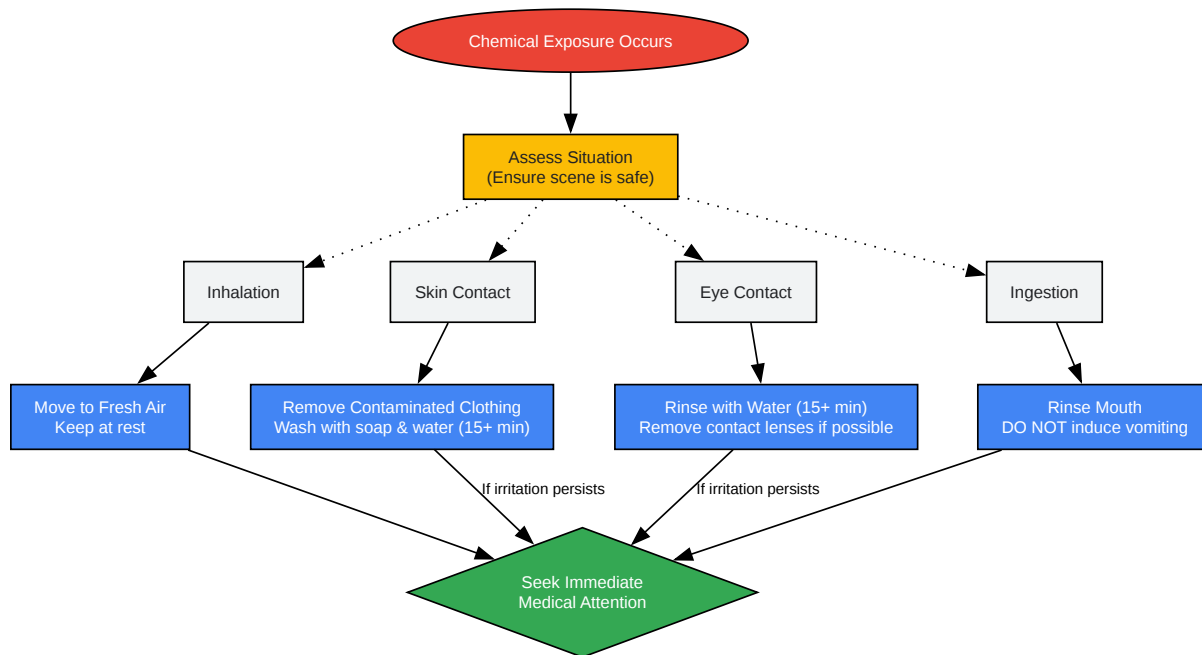 Chemical Exposure Occurs
Assess Situation
(Ensure scene is safe)
Inhalation
Skin Contact
Eye Contact
Ingestion
Move to Fresh Air
Keep at rest
Remove Contaminated Clothing
Wash with soap & water (15+ min)
Rinse with Water (15+ min)
Remove contact lenses if possible
Rinse Mouth
DO NOT induce vomiting
If irritation persists
If irritation persists
Seek Immediate
Medical Attention